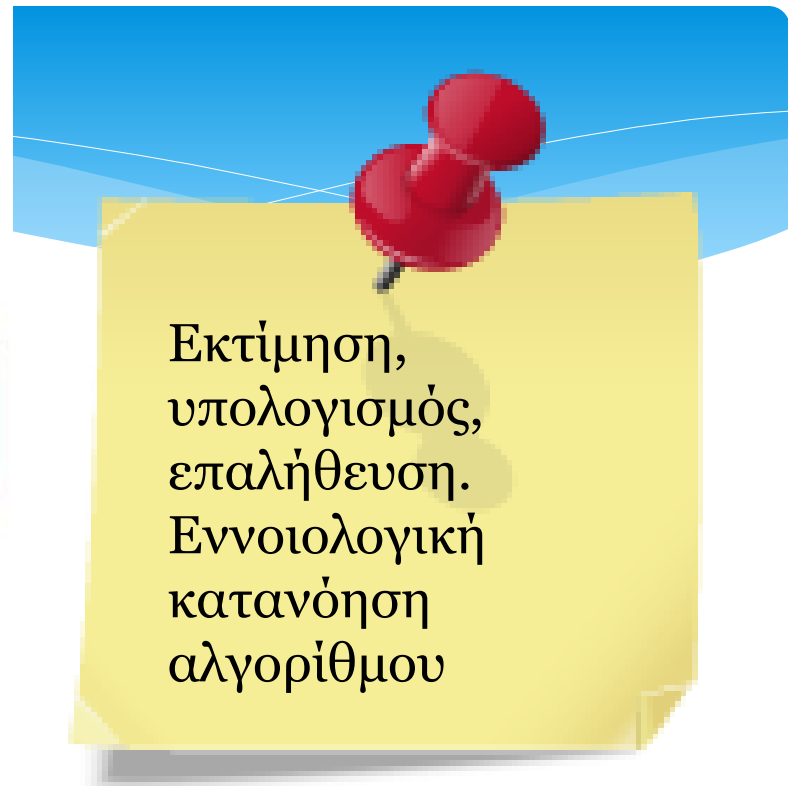 Εκτίμηση,
υπολογισμός,
επαλήθευση.
Εννοιολογική
κατανόηση
αλγορίθμου